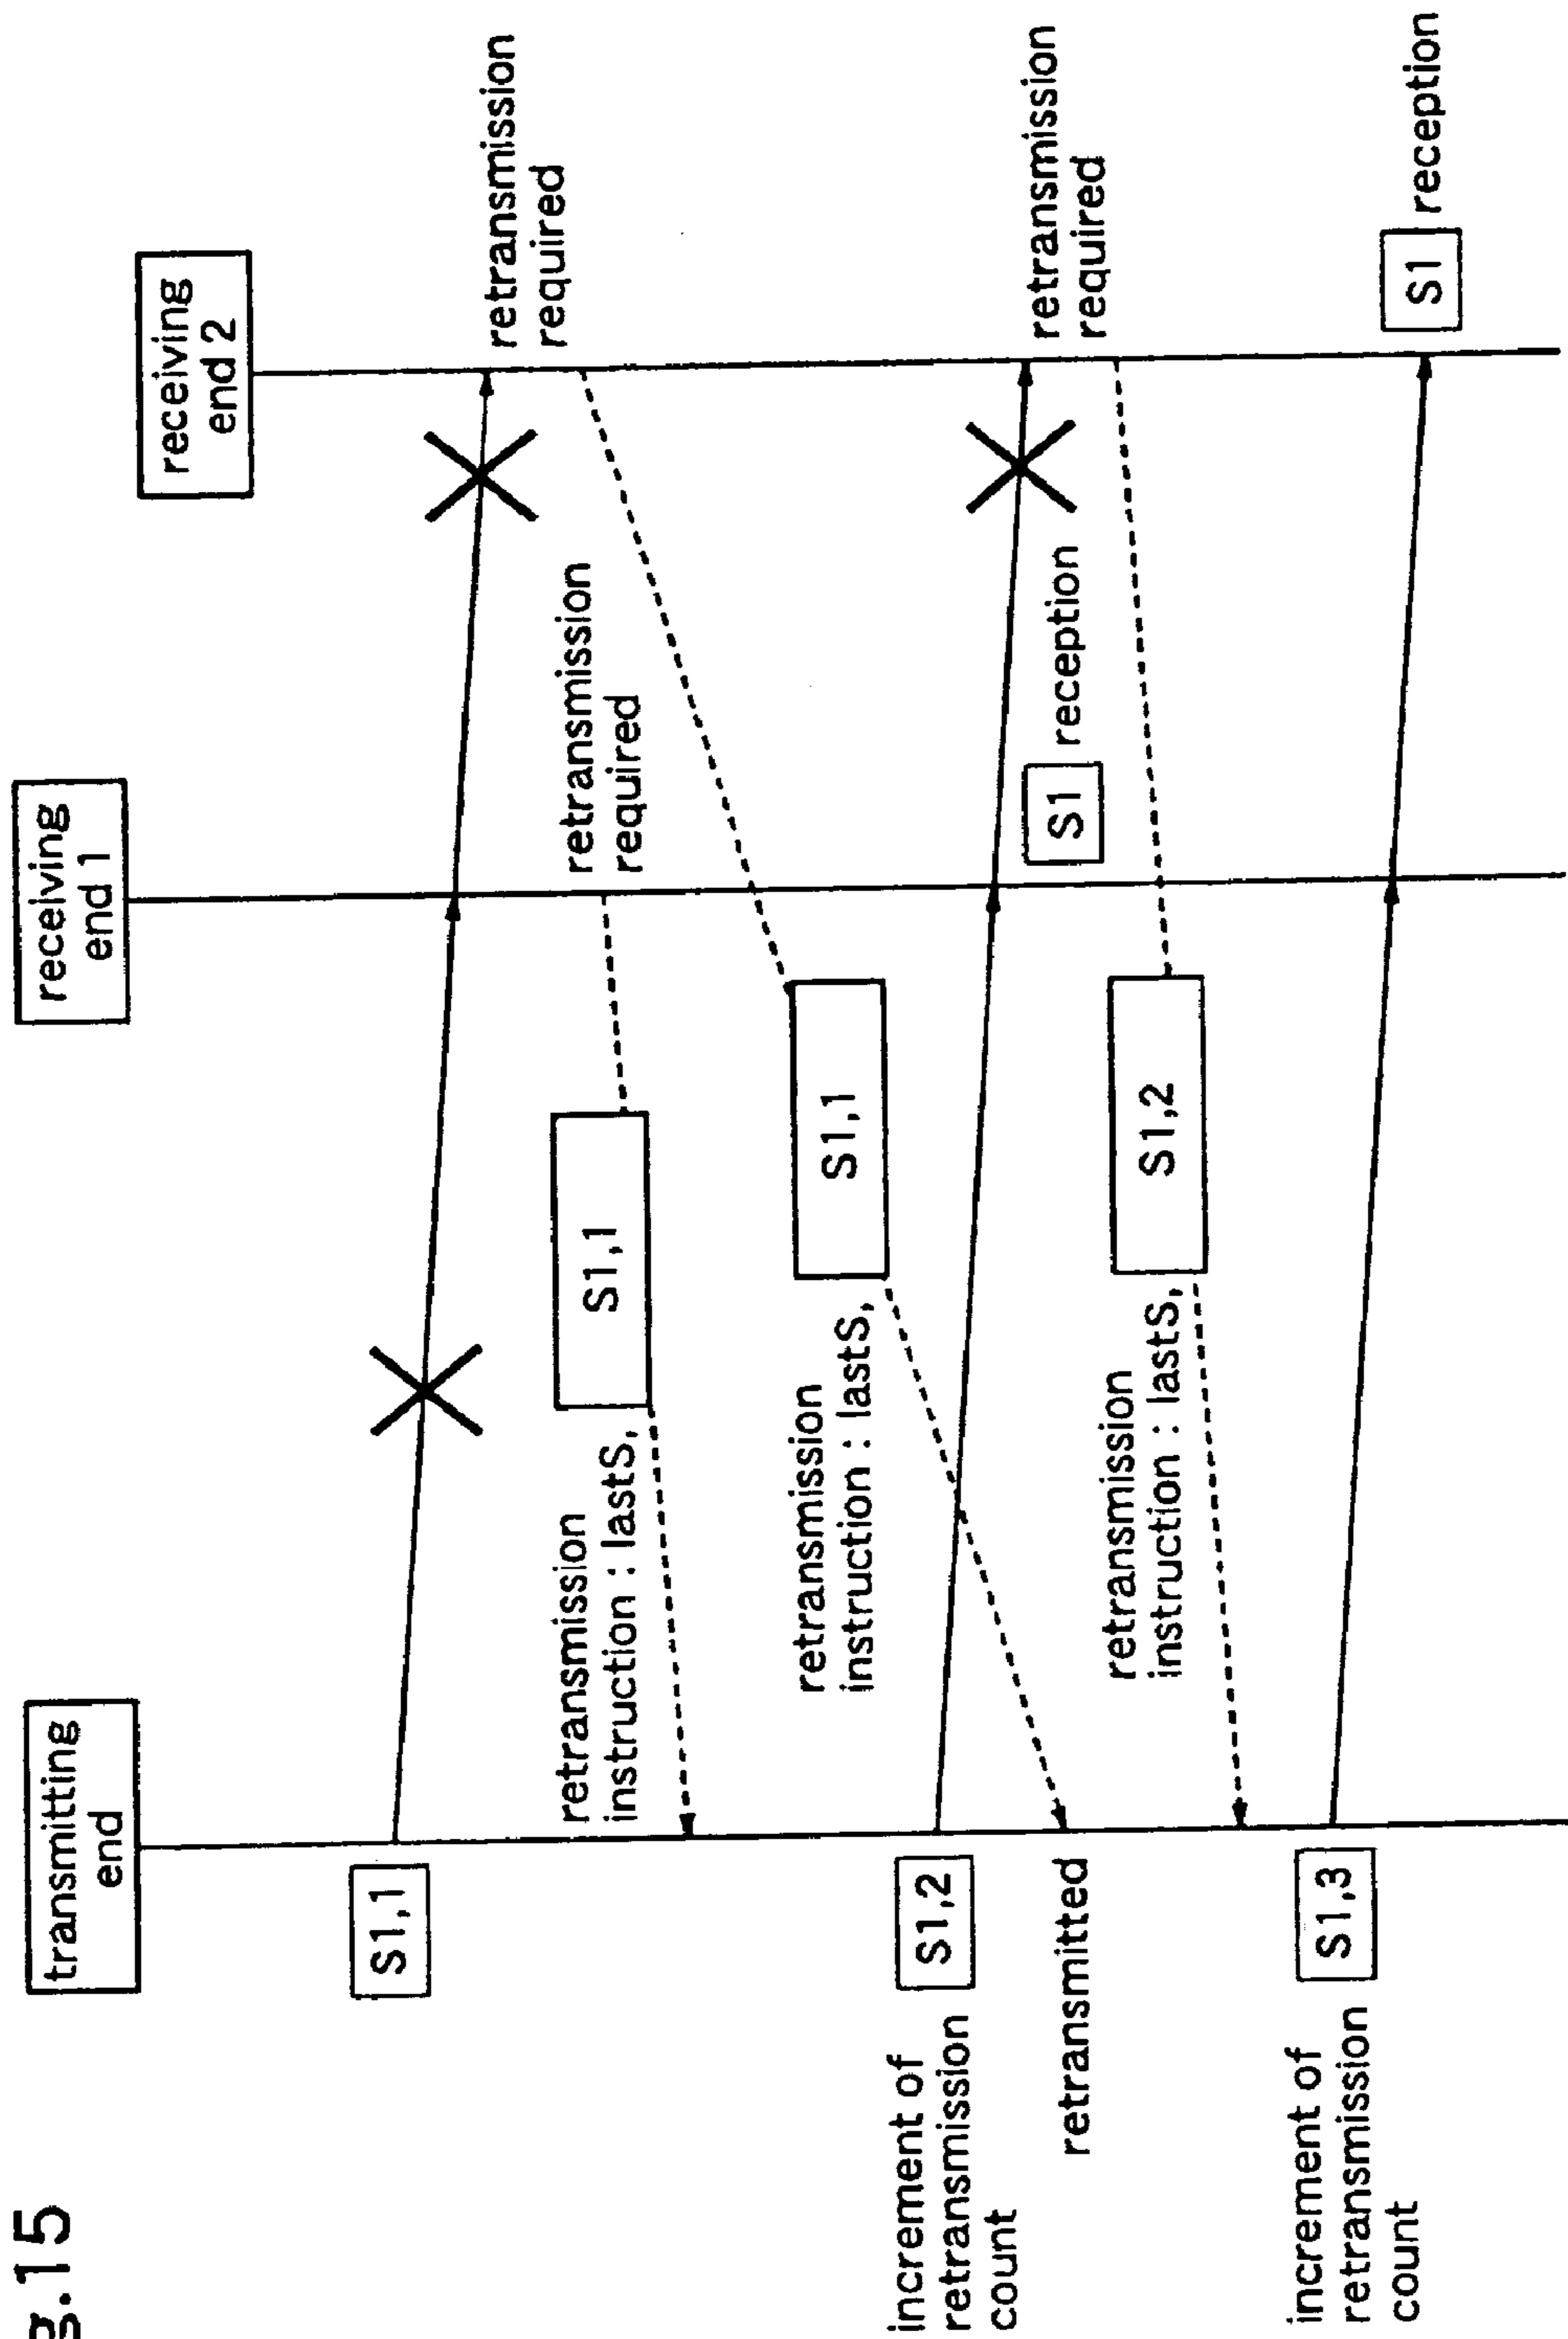 g.15
transmitting
end
receiving
end 1
receiving
end 2
S1,1
retransmission
required
retransmission
required
S1,1
retransmission
instruction : lastS,
S1,1
retransmission
instruction : lastS,
increment of
retransmission
count
S1,2
S1 reception
retransmission
required
retransmitted
S1,2
retransmission
instruction : lastS,
increment of
retransmission
count
S1,3
S1 reception